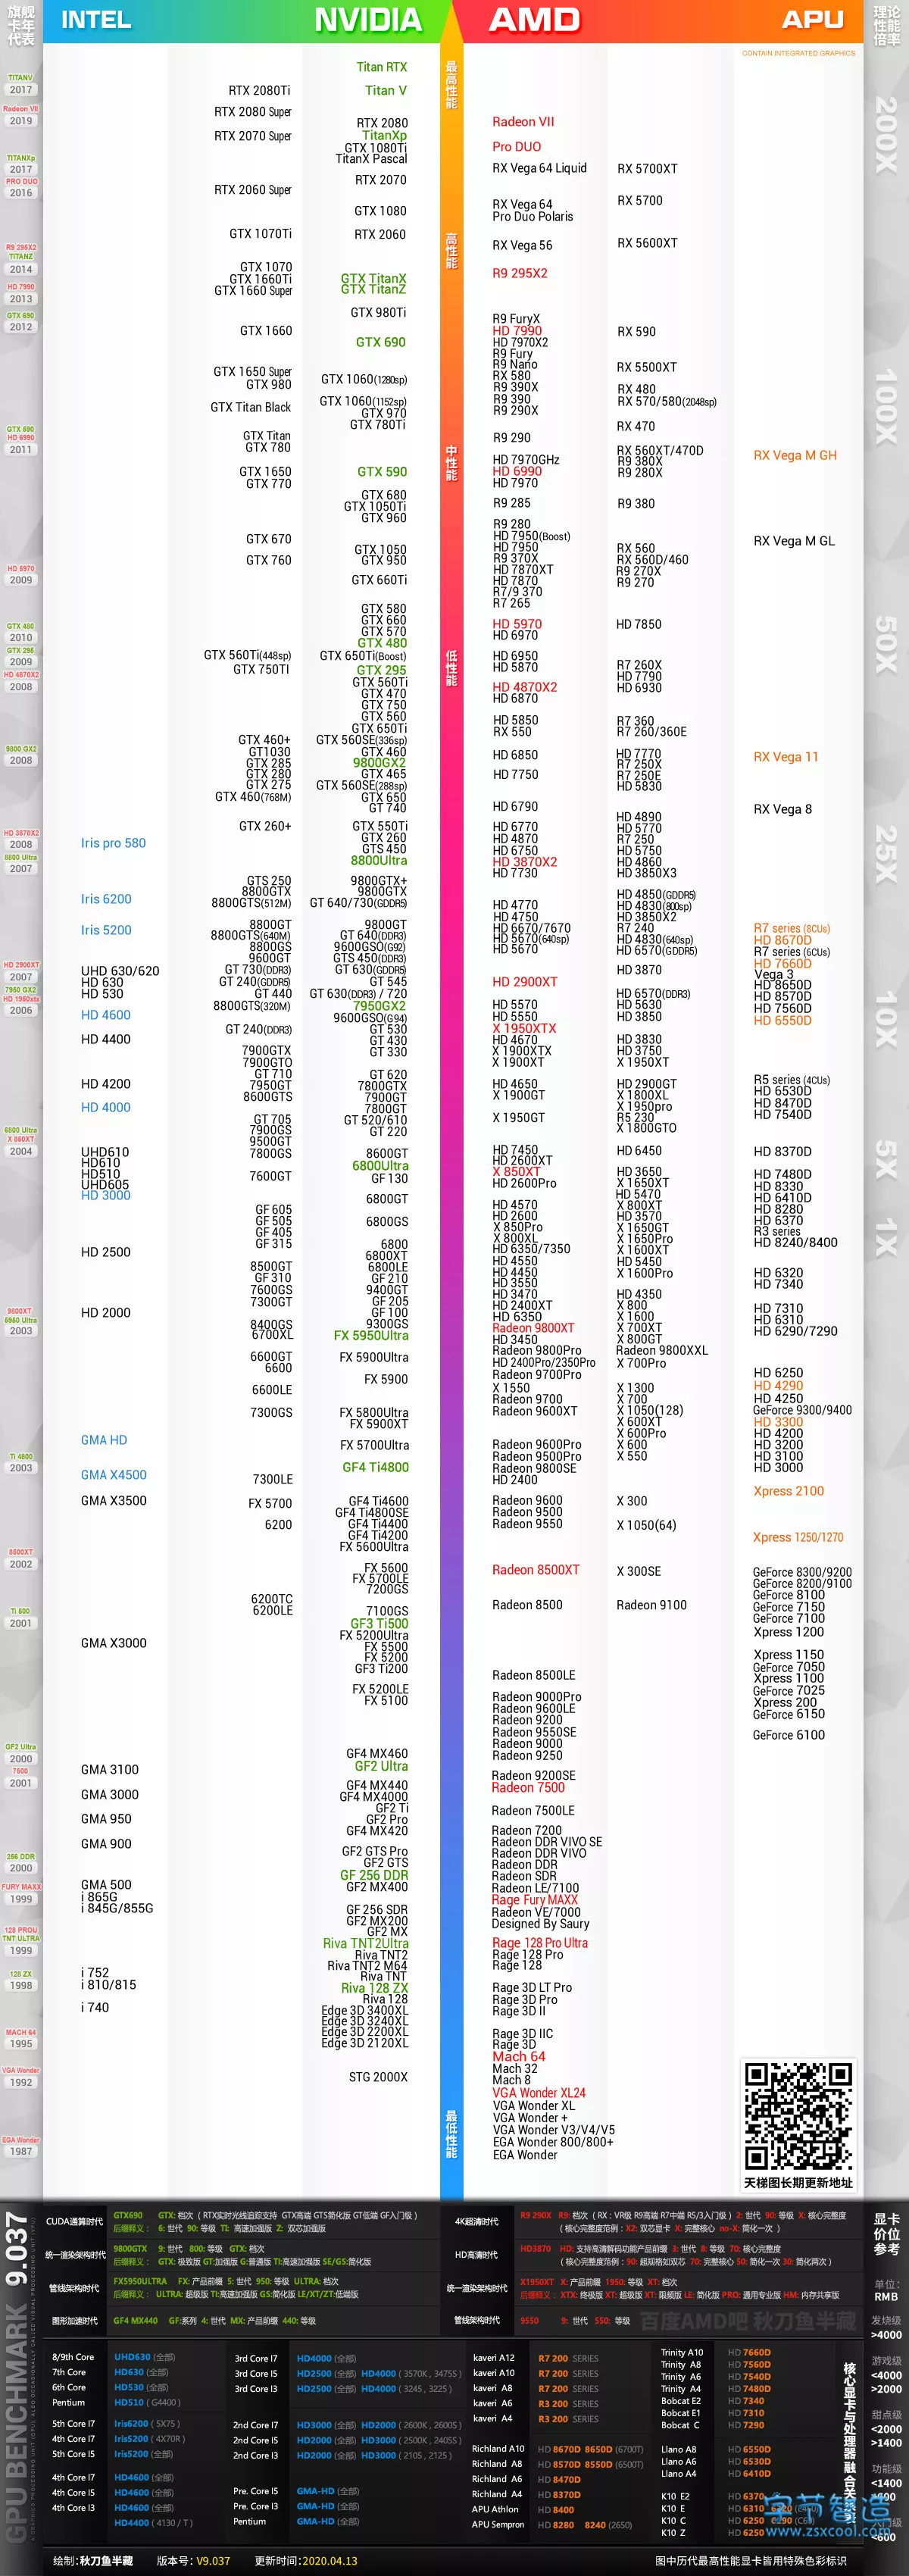 旗舰
卡年
代表
INTEL
NVIDIA
AMD
APU
理论
性能
倍率
CONTAIN INTEGRATED GRAPHICS
TITANV
2017
Radeon VII
2019
TITANXp
2017
PRO DUO
2016
R9 295X2
TITANZ
2014
HD 7990
2013
GTX 690
2012
GTX 590
HD 6990
2011
HD 5970
2009
GTX 480
2010
GTX 295
2009
HD 4870X2
2008
9800 GX2
2008
HD 3870X2
2008
8800 Ultra
2007
HD 2900XT
2007
7950 GX2
HD 1950xtx
2006
6800 Ultra
X 850XT
2004
9800XT
5950 Ultra
2003
Ti 4800
2003
8500XT
2002
Ti 500
2001
GF2 Ultra
2000
7500
2001
256 DDR
2000
FURY MAXX
1999
128 PROU
TNT ULTRA
1999
128 ZX
1998
MACH 64
1995
VGA Wonder
1992
EGA Wonder
1987
Iris pro 580
Iris 6200
Iris 5200
UHD 630/620
HD 630
HD 530
HD 4600
HD 4400
HD 4200
HD 4000
UHD610
HD610
HD510
UHD605
HD 3000
HD 2500
HD 2000
GMA HD
GMA X4500
GMA X3500
GMA X3000
GMA 3100
GMA 3000
GMA 950
GMA 900
GMA 500
i 865G
i 845G/855G
i 752
i 810/815
i 740
RTX 2080Ti
RTX 2080 Super
RTX 2070 Super
RTX 2060 Super
GTX 1070Ti
GTX 1070
GTX 1660Ti
GTX 1660 Super
GTX 1660
GTX 1650 Super
GTX 980
GTX Titan Black
GTX Titan
GTX 780
GTX 1650
GTX 770
GTX 670
GTX 760
GTX 560Ti(448sp)
GTX 750TI
GTX 460+
GT1030
GTX 285
GTX 280
GTX 275
GTX 460(768M)
GTX 260+
GTS 250
8800GTX
8800GTS(512M)
8800GT
8800GTS(640M)
8800GS
9600GT
GT 730(DDR3)
GT 240(GDDR5)
GT 440
8800GTS(320M)
GT 240(DDR3)
7900GTX
7900GTO
GT 710
7950GT
8600GTS
GT 705
7900GS
9500GT
7800GS
7600GT
GF 605
GF 505
GF 405
GF 315
8500GT
GF 310
7600GS
7300GT
8400GS
6700XL
6600GT
6600
6600LE
7300GS
7300LE
FX 5700
6200
6200TC
6200LE
Titan RTX
Titan V
RTX 2080
TitanXp
GTX 1080Ti
TitanX Pascal
RTX 2070
GTX 1080
RTX 2060
GTX TitanX
GTX TitanZ
GTX 980Ti
GTX 690
GTX 1060(1280sp)
GTX 1060(1152sp)
GTX 970
GTX 780Ti
GTX 590
GTX 680
GTX 1050Ti
GTX 960
GTX 1050
GTX 950
GTX 660Ti
GTX 580
GTX 660
GTX 570
GTX 480
GTX 650Ti(Boost)
GTX 295
GTX 560Ti
GTX 470
GTX 750
GTX 560
GTX 650Ti
GTX 560SE(336sp)
GTX 460
9800GX2
GTX 465
GTX 560SE(288sp)
GTX 650
GT 740
GTX 550Ti
GTX 260
GTS 450
8800Ultra
9800GTX+
9800GTX
GT 640/730(GDDR5)
9800GT
GT 640(DDR3)
9600GSO(G92)
GTS 450(DDR3)
GT 630(GDDR5)
GT 545
GT 630(DDR3) / 720
7950GX2
9600GSO(G94)
GT 530
GT 430
GT 330
GT 620
7800GTX
7900GT
7800GT
GT 520/610
GT 220
8600GT
6800Ultra
GF 130
6800GT
6800GS
6800
6800XT
6800LE
GF 210
9400GT
GF 205
GF 100
9300GS
FX 5950Ultra
FX 5900Ultra
FX 5900
FX 5800Ultra
FX 5900XT
FX 5700Ultra
GF4 Ti4800
GF4 Ti4600
GF4 Ti4800SE
GF4 Ti4400
GF4 Ti4200
FX 5600Ultra
FX 5600
FX 5700LE
7200GS
7100GS
GF3 Ti500
FX 5200Ultra
FX 5500
FX 5200
GF3 Ti200
FX 5200LE
FX 5100
GF4 MX460
GF2 Ultra
GF4 MX440
GF4 MX4000
GF2 Ti
GF2 Pro
GF4 MX420
GF2 GTS Pro
GF2 GTS
GF 256 DDR
GF2 MX400
GF 256 SDR
GF2 MX200
GF2 MX
Riva TNT2Ultra
Riva TNT2
Riva TNT2 M64
Riva TNT
Riva 128 ZX
Riva 128
Edge 3D 3400XL
Edge 3D 3240XL
Edge 3D 2200XL
Edge 3D 2120XL
STG 2000X
最高性能
高性能
中性能
低性能
最低性能
Radeon VII
Pro DUO
RX Vega 64 Liquid
RX Vega 64
Pro Duo Polaris
RX Vega 56
R9 295X2
R9 FuryX
HD 7990
HD 7970X2
R9 Fury
R9 Nano
RX 580
R9 390X
R9 390
R9 290X
R9 290
HD 7970GHz
HD 6990
HD 7970
R9 285
R9 280
HD 7950(Boost)
HD 7950
R9 370X
HD 7870XT
HD 7870
R7/9 370
R7 265
HD 5970
HD 6970
HD 6950
HD 5870
HD 4870X2
HD 6870
HD 5850
RX 550
HD 6850
HD 7750
HD 6790
HD 6770
HD 4870
HD 6750
HD 3870X2
HD 7730
HD 4770
HD 4750
HD 6670/7670
HD 5670(640sp)
HD 5670
HD 2900XT
HD 5570
HD 5550
X 1950XTX
HD 4670
X 1900XTX
X 1900XT
HD 4650
X 1900GT
X 1950GT
HD 7450
HD 2600XT
X 850XT
HD 2600Pro
HD 4570
HD 2600
X 850Pro
X 800XL
HD 6350/7350
HD 4550
HD 4450
HD 3550
HD 3470
HD 2400XT
HD 6350
Radeon 9800XT
HD 3450
Radeon 9800Pro
HD 2400Pro/2350Pro
Radeon 9700Pro
X 1550
Radeon 9700
Radeon 9600XT
Radeon 9600Pro
Radeon 9500Pro
Radeon 9800SE
HD 2400
Radeon 9600
Radeon 9500
Radeon 9550
Radeon 8500XT
Radeon 8500
Radeon 8500LE
Radeon 9000Pro
Radeon 9600LE
Radeon 9200
Radeon 9550SE
Radeon 9000
Radeon 9250
Radeon 9200SE
Radeon 7500
Radeon 7500LE
Radeon 7200
Radeon DDR VIVO SE
Radeon DDR VIVO
Radeon DDR
Radeon SDR
Radeon LE/7100
Rage Fury MAXX
Radeon VE/7000
Designed By Saury
Rage 128 Pro Ultra
Rage 128 Pro
Rage 128
Rage 3D LT Pro
Rage 3D Pro
Rage 3D II
Rage 3D IIC
Rage 3D
Mach 64
Mach 32
Mach 8
VGA Wonder XL24
VGA Wonder XL
VGA Wonder +
VGA Wonder V3/V4/V5
EGA Wonder 800/800+
EGA Wonder
RX 5700XT
RX 5700
RX 5600XT
RX 590
RX 5500XT
RX 480
RX 570/580(2048sp)
RX 470
RX 560XT/470D
R9 380X
R9 280X
R9 380
RX 560
RX 560D/460
R9 270X
R9 270
HD 7850
R7 260X
HD 7790
HD 6930
R7 360
R7 260/360E
HD 7770
R7 250X
R7 250E
HD 5830
HD 4890
HD 5770
R7 250
HD 5750
HD 4860
HD 3850X3
HD 4850(GDDR5)
HD 4830(800sp)
HD 3850X2
R7 240
HD 4830(640sp)
HD 6570(GDDR5)
HD 3870
HD 6570(DDR3)
HD 5630
HD 3850
HD 3830
HD 3750
X 1950XT
HD 2900GT
X 1800XL
X 1950pro
R5 230
X 1800GTO
HD 6450
HD 3650
X 1650XT
HD 5470
X 800XT
HD 3570
X 1650GT
X 1650Pro
X 1600XT
HD 5450
X 1600Pro
HD 4350
X 800
X 1600
X 700XT
X 800GT
Radeon 9800XXL
X 700Pro
X 1300
X 700
X 1050(128)
X 600XT
X 600Pro
X 600
X 550
X 300
X 1050(64)
X 300SE
Radeon 9100
RX Vega M GH
RX Vega M GL
RX Vega 11
RX Vega 8
R7 series (8CUs)
HD 8670D
R7 series (6CUs)
HD 7660D
Vega 3
HD 8650D
HD 8570D
HD 7560D
HD 6550D
R5 series (4CUs)
HD 6530D
HD 8470D
HD 7540D
HD 8370D
HD 7480D
HD 8330
HD 6410D
HD 8280
HD 6370
R3 series
HD 8240/8400
HD 6320
HD 7340
HD 7310
HD 6310
HD 6290/7290
HD 6250
HD 4290
HD 4250
GeForce 9300/9400
HD 3300
HD 4200
HD 3200
HD 3100
HD 3000
Xpress 2100
Xpress 1250/1270
GeForce 8300/9200
GeForce 8200/9100
GeForce 8100
GeForce 7150
GeForce 7100
Xpress 1200
Xpress 1150
GeForce 7050
Xpress 1100
GeForce 7025
Xpress 200
GeForce 6150
GeForce 6100
200X
100X
50X
25X
10X
5X
1X
天梯图长期更新地址
GPU BENCHMARK 9.037
CUDA通算时代
GTX690 GTX: 档次 ( RTX实时光线追踪支持 GTX高端 GTS简化版 GT低端 GF入门级 )
后缀释义： 6: 世代 90: 等级 TI: 高速加强版 Z: 双芯加强版
统一渲染架构时代
9800GTX 9: 世代 800: 等级 GTX: 档次
后缀释义： GTX: 极致版 GT:加强版 G:普通版 TI:高速加强版 SE/GS:简化版
管线架构时代
FX5950ULTRA FX: 产品前缀 5: 世代 950: 等级 ULTRA: 档次
后缀释义： ULTRA: 超级版 TI:高速加强版 GS:简化版 LE/XT/ZT:低端版
图形加速时代
GF4 MX440 GF:系列 4: 世代 MX: 产品前缀 440: 等级
4K超清时代
R9 290X R9: 档次 ( RX：VR级 R9高端 R7中端 R5/3入门级 ) 2: 世代 90: 等级 X: 核心完整度
( 核心完整度范例：X2: 双芯显卡 X: 完整核心 no-X: 简化一次 )
HD高清时代
HD3870 HD: 支持高清解码功能产品前缀 3: 世代 8: 等级 70: 核心完整度
( 核心完整度范例：90: 超规格如双芯 70: 完整核心 50: 简化一次 30: 简化两次 )
统一渲染架构时代
X1950XT X: 产品前缀 1950: 等级 XT: 档次
后缀释义： XTX: 终极版 XT: 超级版 XT: 限频版 LE: 简化版 PRO: 通用专业版 HM: 内存共享版
管线架构时代
9550 9: 世代 550: 等级
百度AMD吧 秋刀鱼半藏
显卡
价位
参考
单位：
RMB
发烧级
>4000
游戏级
<4000
>2000
甜点级
<2000
>1400
功能级
<1400
入门级
<600
8/9th Core UHD630 (全部)
7th Core HD630 (全部)
6th Core HD530 (全部)
Pentium HD510 ( G4400 )
5th Core I7 Iris6200 ( 5X75 )
4th Core I7 Iris5200 ( 4X70R )
5th Core I5 Iris5200 (全部)
4th Core I7 HD4600 (全部)
4th Core I5 HD4600 (全部)
4th Core I3 HD4600 (全部)
HD4400 ( 4130 / T )
3rd Core I7 HD4000 (全部)
3rd Core I5 HD2500 (全部) HD4000 ( 3570K , 3475S )
3rd Core I3 HD2500 (全部) HD4000 ( 3245 , 3225 )
2nd Core I7 HD3000 (全部) HD2000 ( 2600K , 2600S )
2nd Core I5 HD2000 (全部) HD3000 ( 2500K , 2405S )
2nd Core I3 HD2000 (全部) HD3000 ( 2105 , 2125 )
Pre. Core I5 GMA-HD (全部)
Pre. Core I3 GMA-HD (全部)
Pentium GMA-HD (全部)
kaveri A12 R7 200 SERIES
kaveri A10 R7 200 SERIES
kaveri A8 R7 200 SERIES
kaveri A6 R3 200 SERIES
kaveri A4 R3 200 SERIES
Richland A10 HD 8670D 8650D (6700T)
Richland A8 HD 8570D 8550D (6500T)
Richland A6 HD 8470D
Richland A4 HD 8370D
APU Athlon HD 8400
APU Sempron HD 8280 8240 (2650)
Trinity A10 HD 7660D
Trinity A8 HD 7560D
Trinity A6 HD 7540D
Trinity A4 HD 7480D
Bobcat E2 HD 7340
Bobcat E1 HD 7310
Bobcat C HD 7290
Llano A8 HD 6550D
Llano A6 HD 6530D
Llano A4 HD 6410D
K10 E2 HD 6370
K10 E HD 6310
K10 C HD 6250
K10 Z HD 6250
核心显卡与处理器融合关系
字节智造
www.zsxcool.com
绘制：秋刀鱼半藏 版本号：V9.037 更新时间：2020.04.13
图中历代最高性能显卡皆用特殊色彩标识